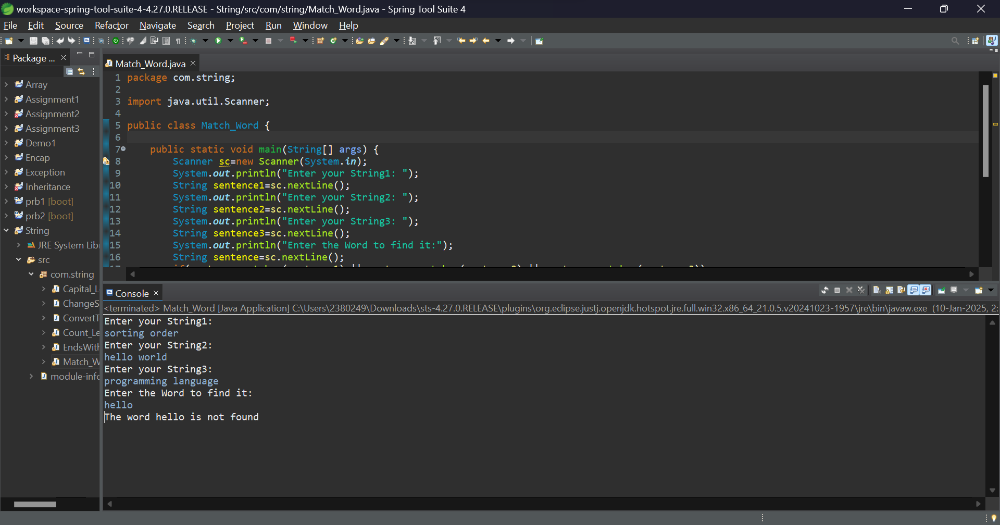 workspace-spring-tool-suite-4-4.27.0.RELEASE - String/src/com/string/Match_Word.java - Spring Tool Suite 4
File Edit Source Refactor Navigate Search Project Run Window Help
Package ...
Array
Assignment1
Assignment2
Assignment3
Demo1
Encap
Exception
Inheritance
prb1 [boot]
prb2 [boot]
String
JRE System Lib
src
com.string
Capital_L
ChangeS
ConvertT
Count_Le
EndsWith
Match_W
module-info
Match_Word.java
1 package com.string;
2
3 import java.util.Scanner;
4
5 public class Match_Word {
6
7 public static void main(String[] args) {
8 Scanner sc=new Scanner(System.in);
9 System.out.println("Enter your String1: ");
10 String sentence1=sc.nextLine();
11 System.out.println("Enter your String2: ");
12 String sentence2=sc.nextLine();
13 System.out.println("Enter your String3: ");
14 String sentence3=sc.nextLine();
15 System.out.println("Enter the Word to find it:");
16 String sentence=sc.nextLine();
Console
<terminated> Match_Word [Java Application] C:\Users\2380249\Downloads\sts-4.27.0.RELEASE\plugins\org.eclipse.justj.openjdk.hotspot.jre.full.win32.x86_64_21.0.5.v20241023-1957\jre\bin\javaw.exe (10-Jan-2025, 2:
Enter your String1:
sorting order
Enter your String2:
hello world
Enter your String3:
programming language
Enter the Word to find it:
hello
The word hello is not found